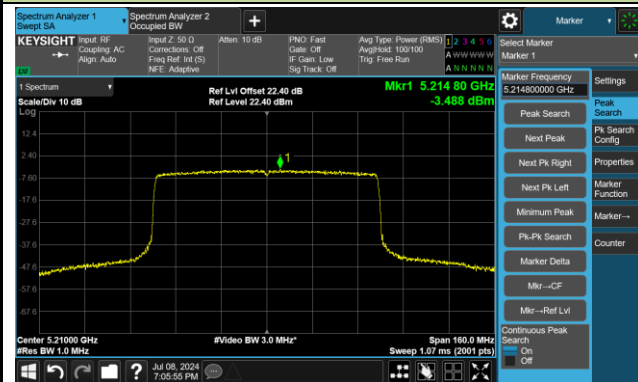 Spectrum Analyzer 1
Swept SA
Spectrum Analyzer 2
Occupied BW
Marker
KEYSIGHT
Input: RF
Coupling: AC
Align: Auto
Input Z: 50 Ω
Corrections: Off
Freq Ref: Int (S)
NFE: Adaptive
Atten: 10 dB
PNO: Fast
Gate: Off
IF Gain: Low
Sig Track: Off
Avg Type: Power (RMS)
Avg|Hold: 100/100
Trig: Free Run
1 2 3 4 5 6
A W W W W W
A N N N N N
LXI
Select Marker
Marker 1
1 Spectrum
Scale/Div 10 dB
Log
Ref Lvl Offset 22.40 dB
Ref Level 22.40 dBm
Mkr1 5.214 80 GHz
-3.488 dBm
12.4
2.40
-7.60
-17.6
-27.6
-37.6
-47.6
-57.6
-67.6
1
Center 5.21000 GHz
#Res BW 1.0 MHz
#Video BW 3.0 MHz*
Span 160.0 MHz
Sweep 1.07 ms (2001 pts)
Marker Frequency
5.214800000 GHz
Peak Search
Next Peak
Next Pk Right
Next Pk Left
Minimum Peak
Pk-Pk Search
Marker Delta
Mkr→CF
Mkr→Ref Lvl
Continuous Peak
Search
On
Off
Settings
Peak
Search
Pk Search
Config
Properties
Marker
Function
Marker→
Counter
Jul 08, 2024
7:05:55 PM